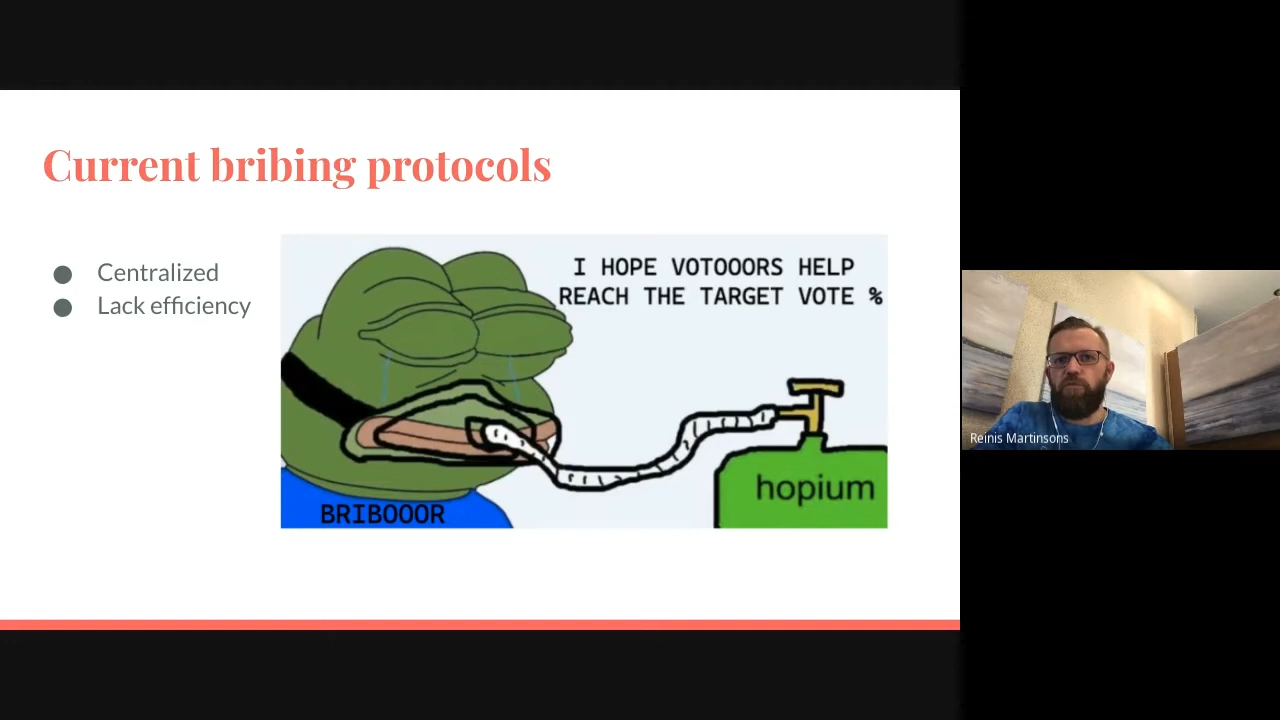 Current bribing protocols
Centralized
Lack efficiency
I HOPE VOTOOORS HELP
REACH THE TARGET VOTE %
hopium
BRIBOOOR
Reinis Martinsons